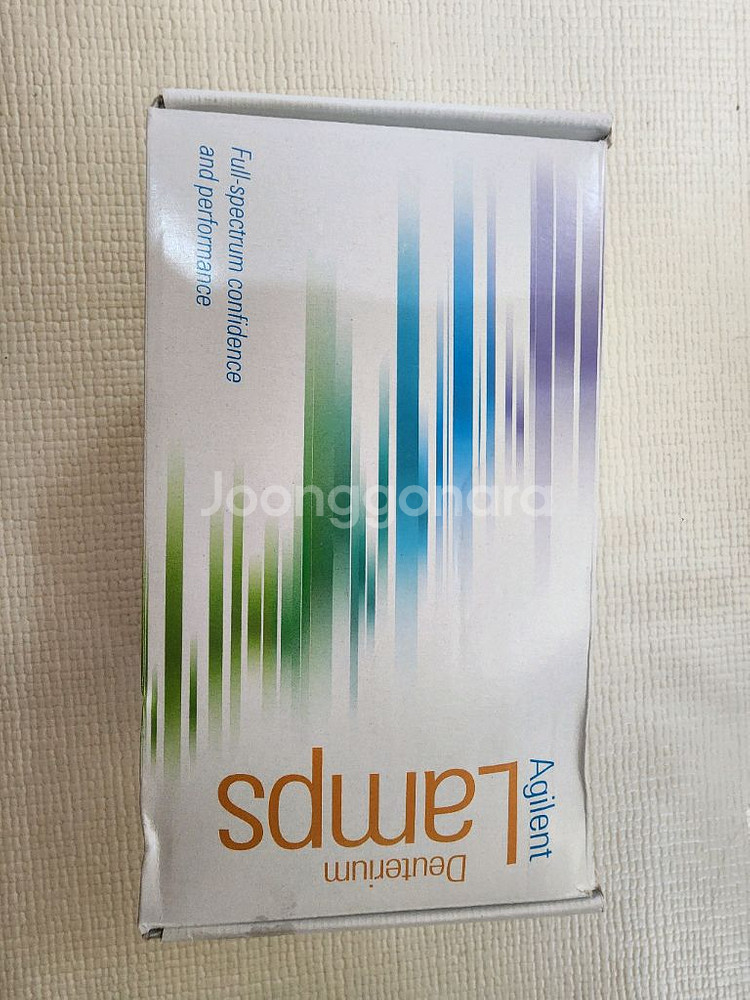 Full-spectrum confidence
and performance
Joonggonara
Agilent
Lamps
Deuterium